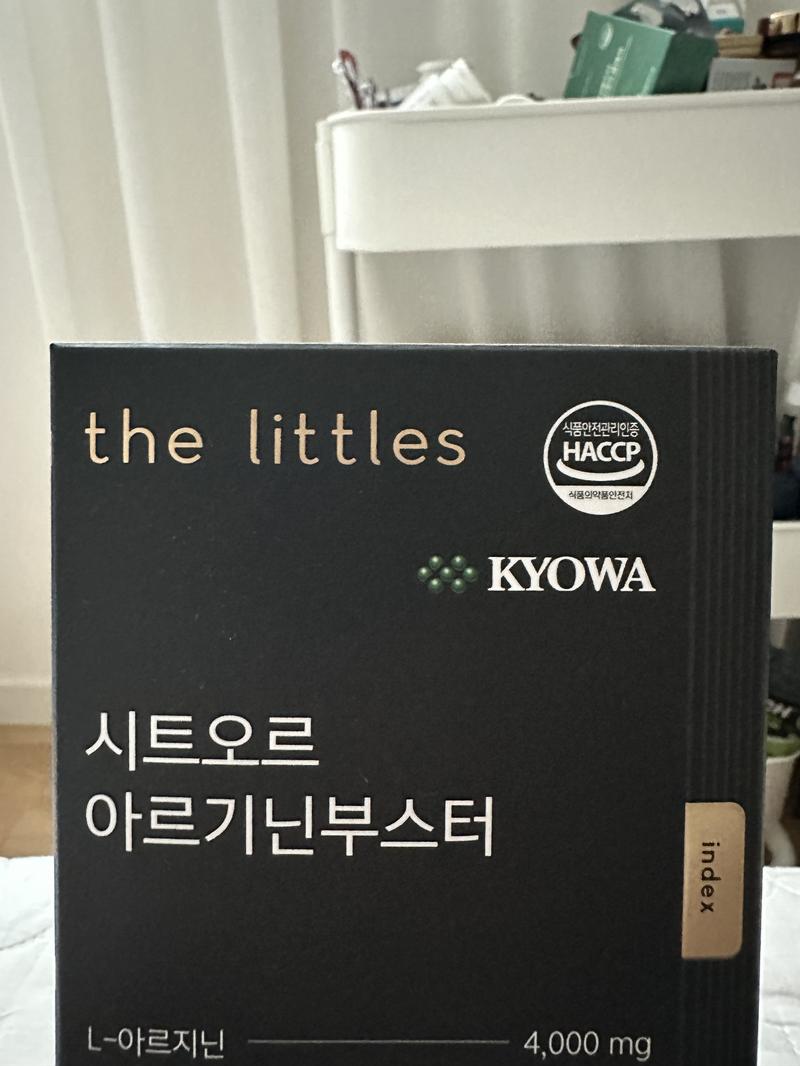 the littles
식품안전관리인증
HACCP
식품의약품안전처
KYOWA
시트오르
아르기닌부스터
index
L-아르지닌 4,000 mg